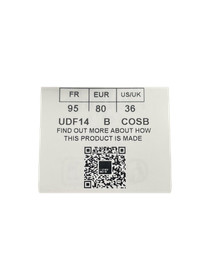 FR EUR US/UK
95 80 36
UDF14 B COSB
FIND OUT MORE ABOUT HOW
THIS PRODUCT IS MADE